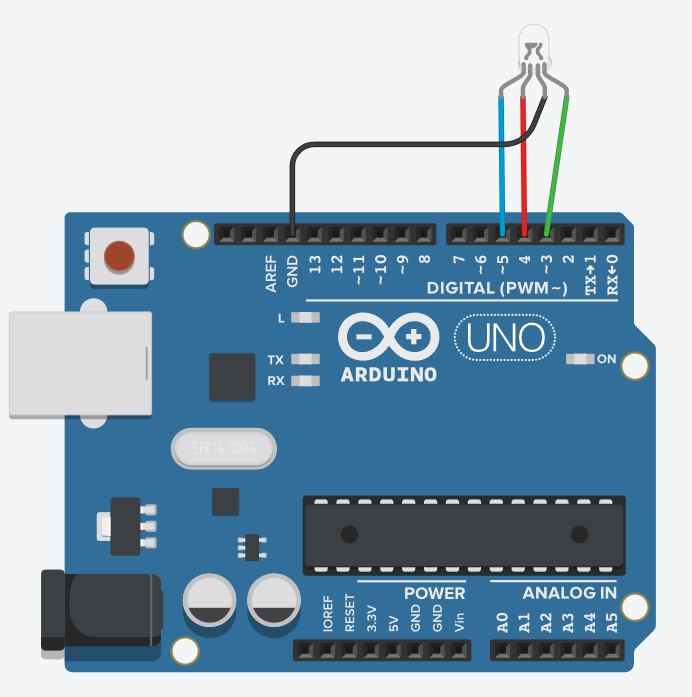 AREF GND 13 12 ~11 ~10 ~9 8 7 ~6 ~5 4 ~3 2 TX→1 RX←0
DIGITAL (PWM~)
L
TX
RX
UNO
ARDUINO
ON
SPK16.000G
POWER
ANALOG IN
IOREF RESET 3.3V 5V GND GND Vin A0 A1 A2 A3 A4 A5